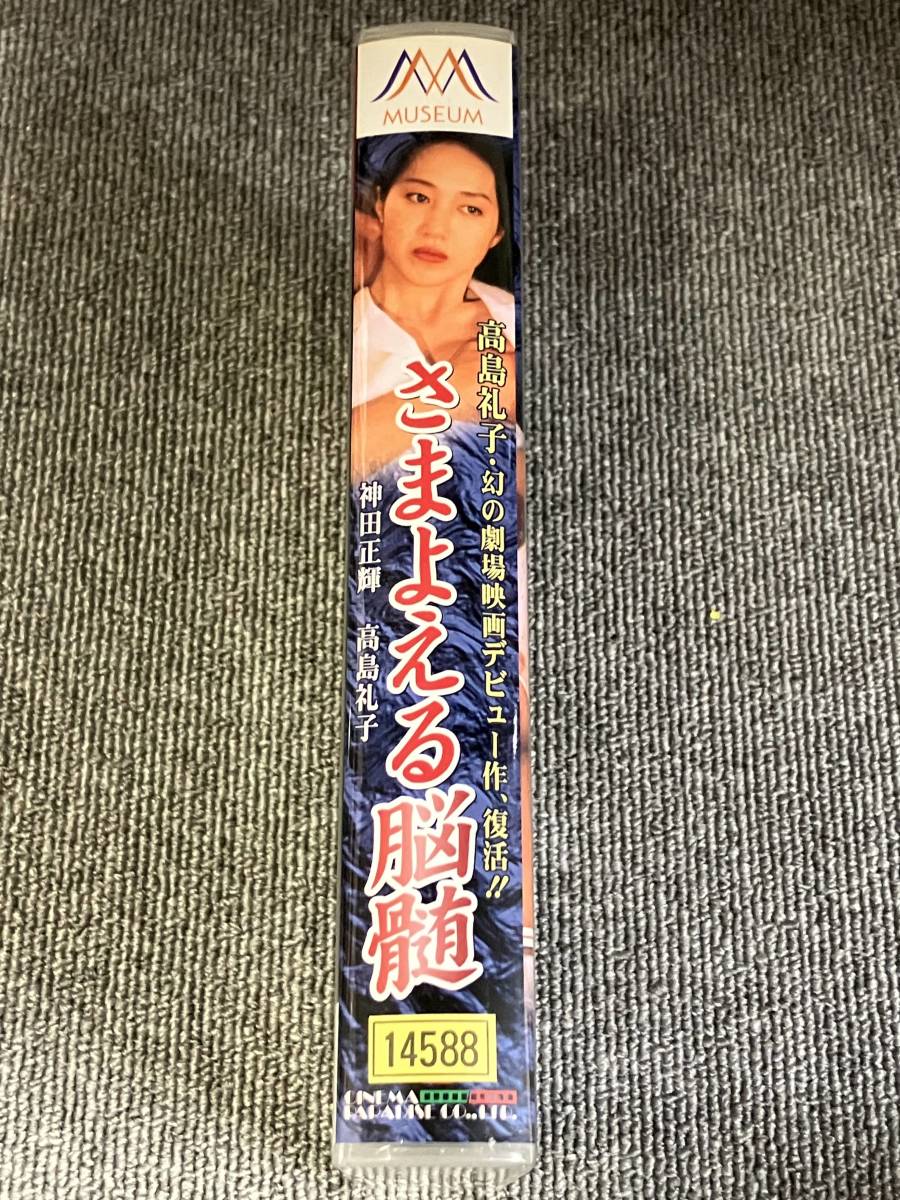 MUSEUM
高島礼子・幻の劇場映画デビュー作、復活!!
さまよえる脳髄
神田正輝 高島礼子
14588
CINEMA
PARADISE CO.,LTD.